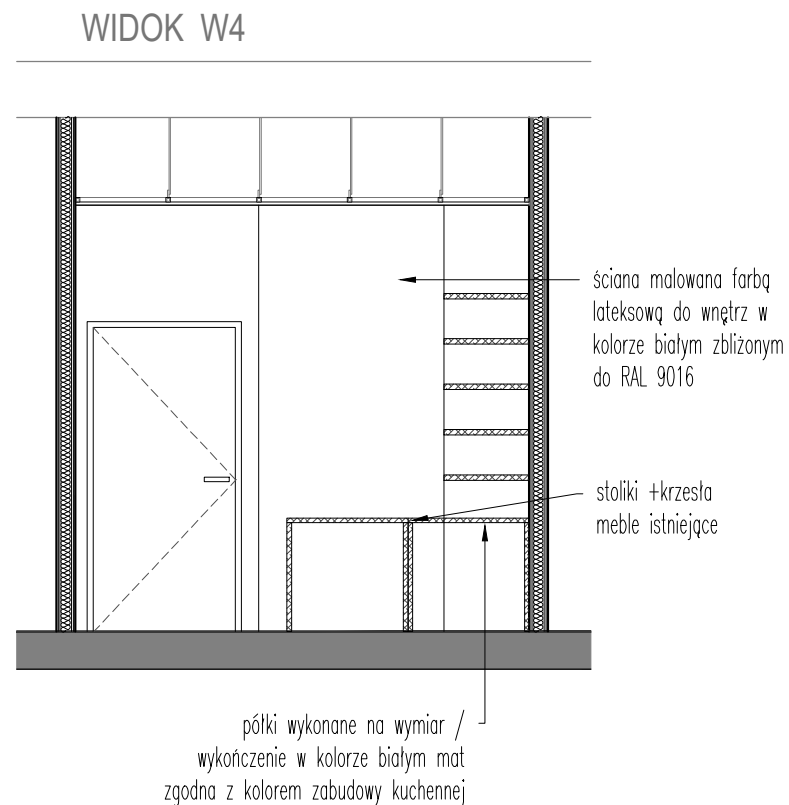 WIDOK W4
ściana malowana farbą
lateksową do wnętrz w
kolorze białym zbliżonym
do RAL 9016
stoliki +krzesła
meble istniejące
półki wykonane na wymiar /
wykończenie w kolorze białym mat
zgodna z kolorem zabudowy kuchennej